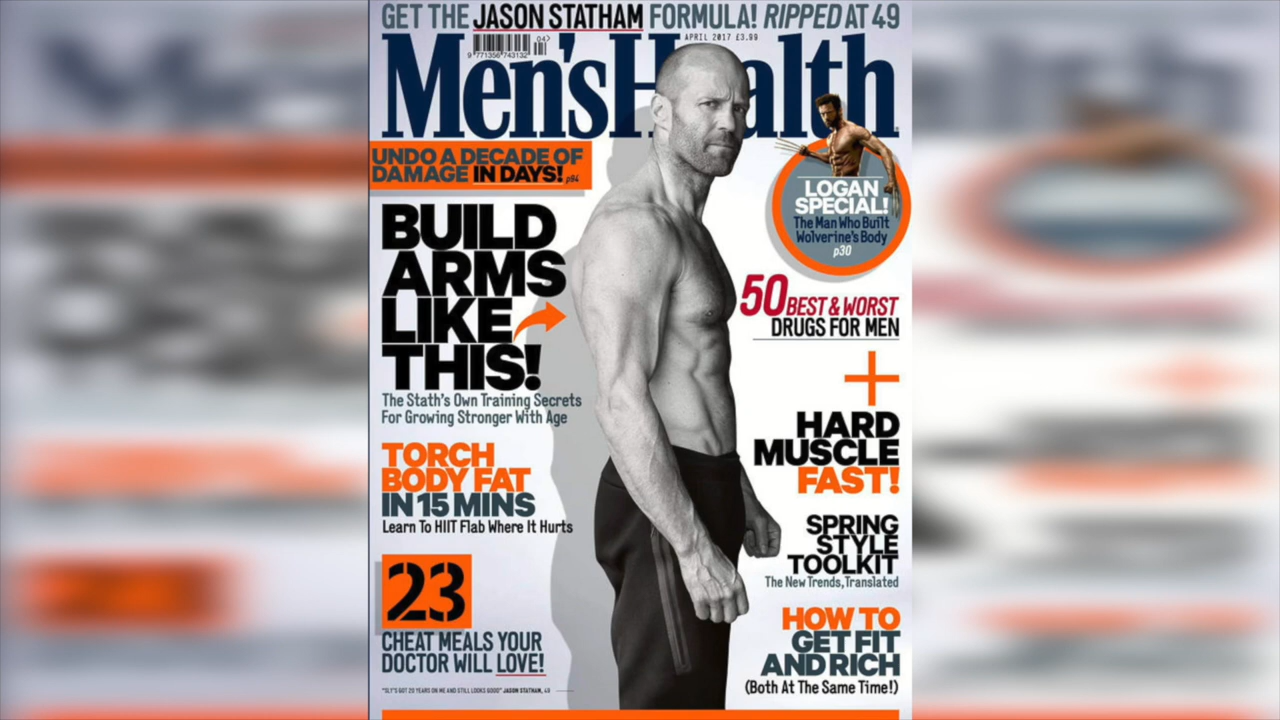 GET THE JASON STATHAM FORMULA! RIPPED AT 49
APRIL 2017 £3.99
04>
9 771356 743132
Men'sHealth
UNDO A DECADE OF
DAMAGE IN DAYS! p94
LOGAN
SPECIAL!
The Man Who Built
Wolverine's Body
p30
BUILD
ARMS
LIKE
THIS!
The Stath's Own Training Secrets
For Growing Stronger With Age
50 BEST & WORST
DRUGS FOR MEN
+
HARD
MUSCLE
FAST!
TORCH
BODY FAT
IN 15 MINS
Learn To HIIT Flab Where It Hurts
SPRING
STYLE
TOOLKIT
The New Trends, Translated
23
CHEAT MEALS YOUR
DOCTOR WILL LOVE!
HOW TO
GET FIT
AND RICH
(Both At The Same Time!)
"SLY'S GOT 20 YEARS ON ME AND STILL LOOKS GOOD" JASON STATHAM, 49